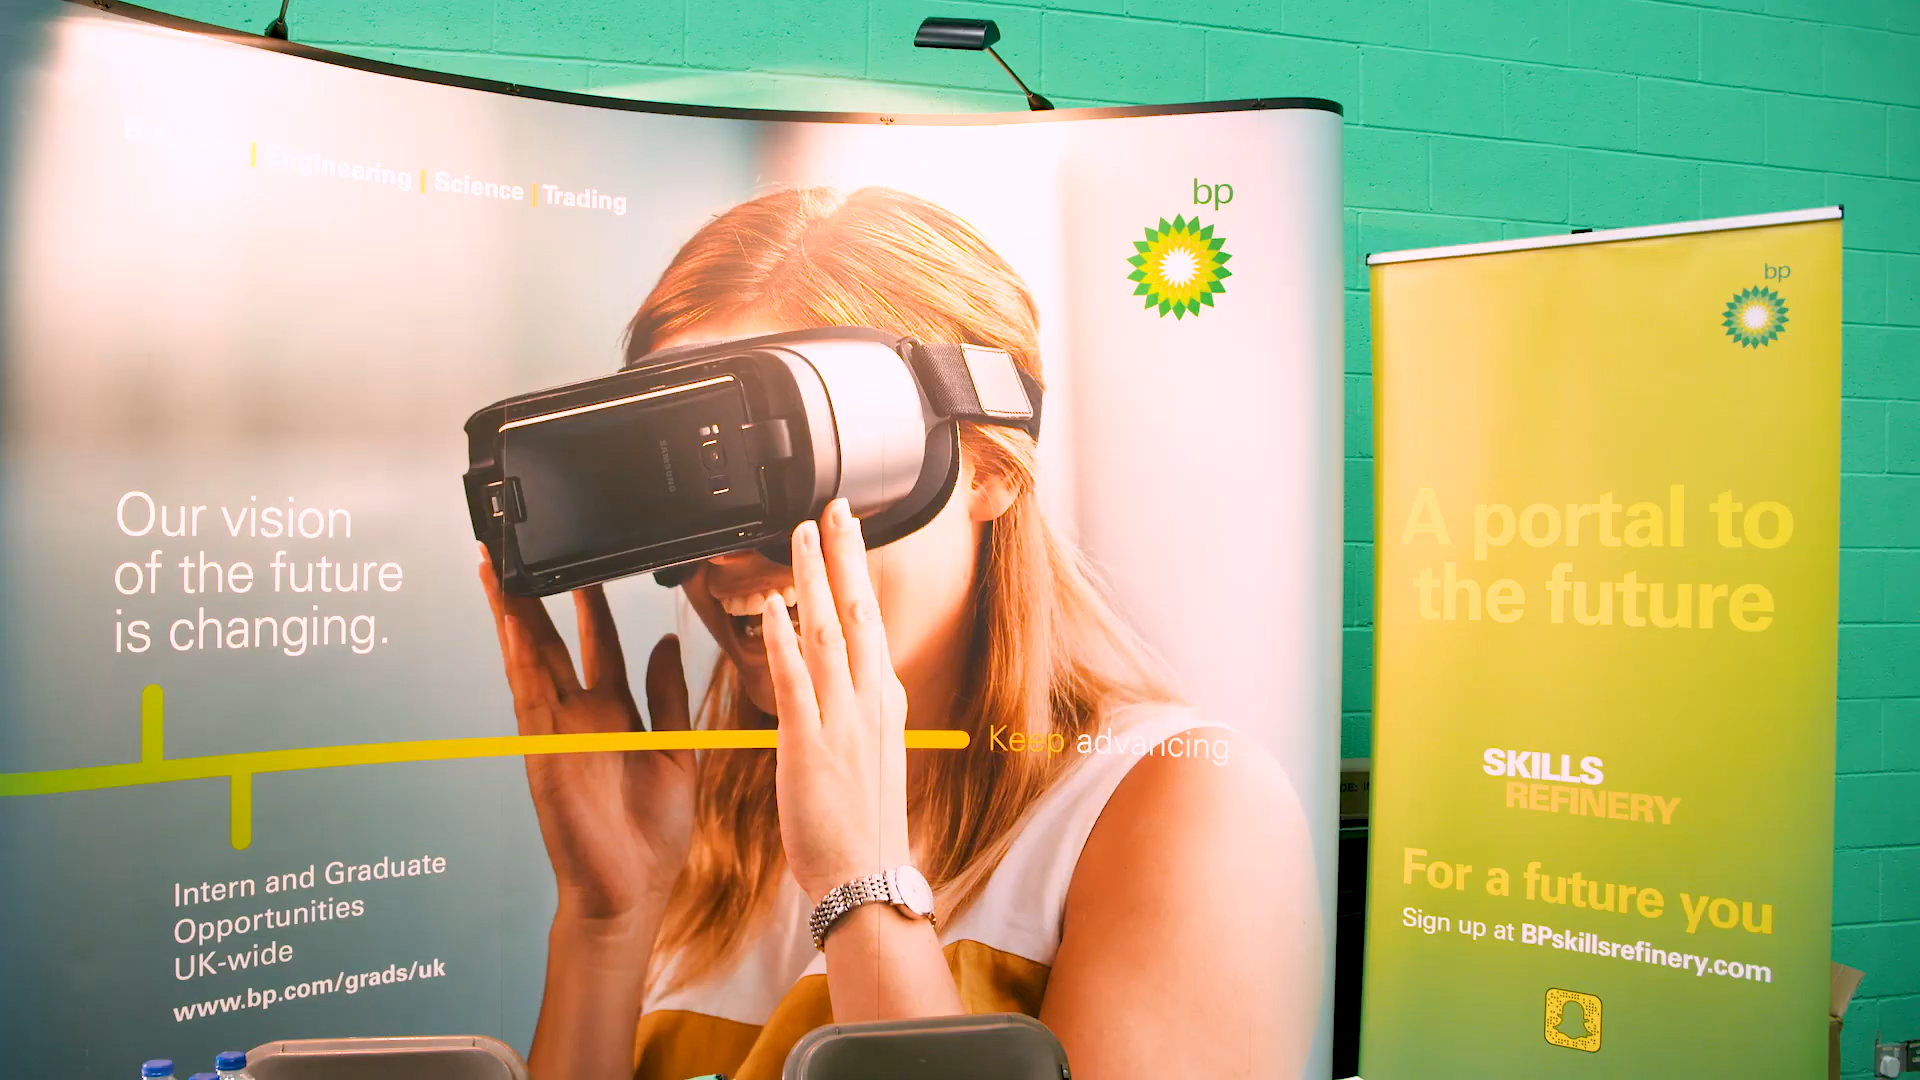 Business | Engineering | Science | Trading
bp
Our vision
of the future
is changing.
SAMSUNG
Keep advancing
Intern and Graduate
Opportunities
UK-wide
www.bp.com/grads/uk
bp
A portal to
the future
SKILLS
REFINERY
For a future you
Sign up at BPskillsrefinery.com